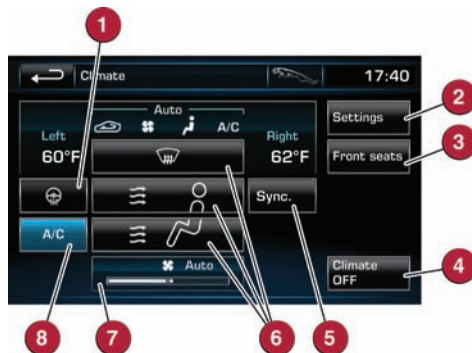 1
Climate
17:40
Auto
A/C
Left
60°F
Right
62°F
Settings
2
Front seats
3
Sync.
A/C
Auto
Climate
OFF
4
8
7
6
5